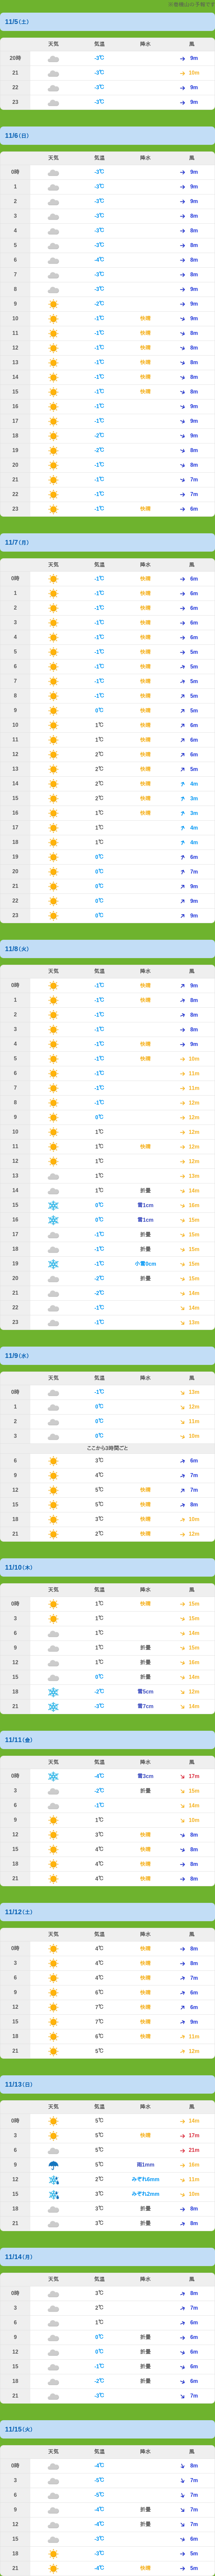 の予報です
11/5(土)
天気 気温 降水 風
20時 -3℃ 9m
21 -3℃ 10m
22 -3℃ 9m
23 -3℃ 9m
11/6(日)
天気 気温 降水 風
0時 -3℃ 9m
1 -3℃ 9m
2 -3℃ 9m
3 -3℃ 8m
4 -3℃ 8m
5 -3℃ 8m
6 -4℃ 8m
7 -3℃ 8m
8 -3℃ 9m
9 -2℃ 9m
10 -1℃ 快晴 9m
11 -1℃ 快晴 8m
12 -1℃ 快晴 8m
13 -1℃ 快晴 8m
14 -1℃ 快晴 8m
15 -1℃ 快晴 8m
16 -1℃ 9m
17 -1℃ 9m
18 -2℃ 9m
19 -2℃ 8m
20 -1℃ 8m
21 -1℃ 7m
22 -1℃ 7m
23 -1℃ 快晴 6m
11/7(月)
天気 気温 降水 風
0時 -1℃ 快晴 6m
1 -1℃ 快晴 6m
2 -1℃ 快晴 6m
3 -1℃ 快晴 6m
4 -1℃ 快晴 6m
5 -1℃ 快晴 5m
6 -1℃ 快晴 5m
7 -1℃ 快晴 5m
8 -1℃ 快晴 5m
9 0℃ 快晴 5m
10 1℃ 快晴 6m
11 1℃ 快晴 6m
12 2℃ 快晴 6m
13 2℃ 快晴 5m
14 2℃ 快晴 4m
15 2℃ 快晴 3m
16 1℃ 快晴 3m
17 1℃ 4m
18 1℃ 4m
19 0℃ 6m
20 0℃ 7m
21 0℃ 9m
22 0℃ 9m
23 0℃ 9m
11/8(火)
天気 気温 降水 風
0時 -1℃ 快晴 9m
1 -1℃ 快晴 8m
2 -1℃ 8m
3 -1℃ 8m
4 -1℃ 快晴 9m
5 -1℃ 快晴 10m
6 -1℃ 11m
7 -1℃ 11m
8 -1℃ 12m
9 0℃ 12m
10 1℃ 12m
11 1℃ 快晴 12m
12 1℃ 12m
13 1℃ 13m
14 1℃ 折曇 14m
15 0℃ 雪1cm 16m
16 0℃ 雪1cm 15m
17 -1℃ 折曇 15m
18 -1℃ 折曇 15m
19 -1℃ 小雪0cm 15m
20 -2℃ 折曇 15m
21 -2℃ 14m
22 -1℃ 14m
23 -1℃ 13m
11/9(水)
天気 気温 降水 風
0時 -1℃ 13m
1 0℃ 12m
2 0℃ 11m
3 0℃ 10m
ここから3時間ごと
6 3℃ 8m
9 4℃ 7m
12 5℃ 快晴 7m
15 5℃ 快晴 8m
18 3℃ 快晴 10m
21 2℃ 快晴 12m
11/10(木)
天気 気温 降水 風
0時 1℃ 快晴 15m
3 1℃ 15m
6 1℃ 14m
9 1℃ 折曇 15m
12 1℃ 折曇 16m
15 0℃ 折曇 14m
18 -2℃ 雪5cm 12m
21 -3℃ 雪7cm 14m
11/11(金)
天気 気温 降水 風
0時 -4℃ 雪3cm 17m
3 -2℃ 折曇 15m
6 -1℃ 14m
9 1℃ 10m
12 3℃ 快晴 8m
15 4℃ 快晴 8m
18 4℃ 快晴 8m
21 4℃ 快晴 8m
11/12(土)
天気 気温 降水 風
0時 4℃ 快晴 8m
3 4℃ 快晴 8m
6 4℃ 快晴 7m
9 6℃ 快晴 6m
12 7℃ 快晴 6m
15 7℃ 快晴 9m
18 6℃ 快晴 11m
21 5℃ 12m
11/13(日)
天気 気温 降水 風
0時 5℃ 14m
3 5℃ 快晴 17m
6 5℃ 21m
9 5℃ 雨1mm 16m
12 2℃ みぞれ6mm 11m
15 3℃ みぞれ2mm 10m
18 3℃ 折曇 8m
21 3℃ 折曇 8m
11/14(月)
天気 気温 降水 風
0時 3℃ 8m
3 2℃ 7m
6 1℃ 6m
9 0℃ 折曇 6m
12 0℃ 折曇 6m
15 -1℃ 折曇 6m
18 -2℃ 折曇 6m
21 -3℃ 7m
11/15(火)
天気 気温 降水 風
0時 -4℃ 8m
3 -5℃ 7m
6 -5℃ 7m
9 -4℃ 折曇 7m
12 -4℃ 折曇 7m
15 -3℃ 6m
18 -3℃ 5m
21 -4℃ 快晴 5m